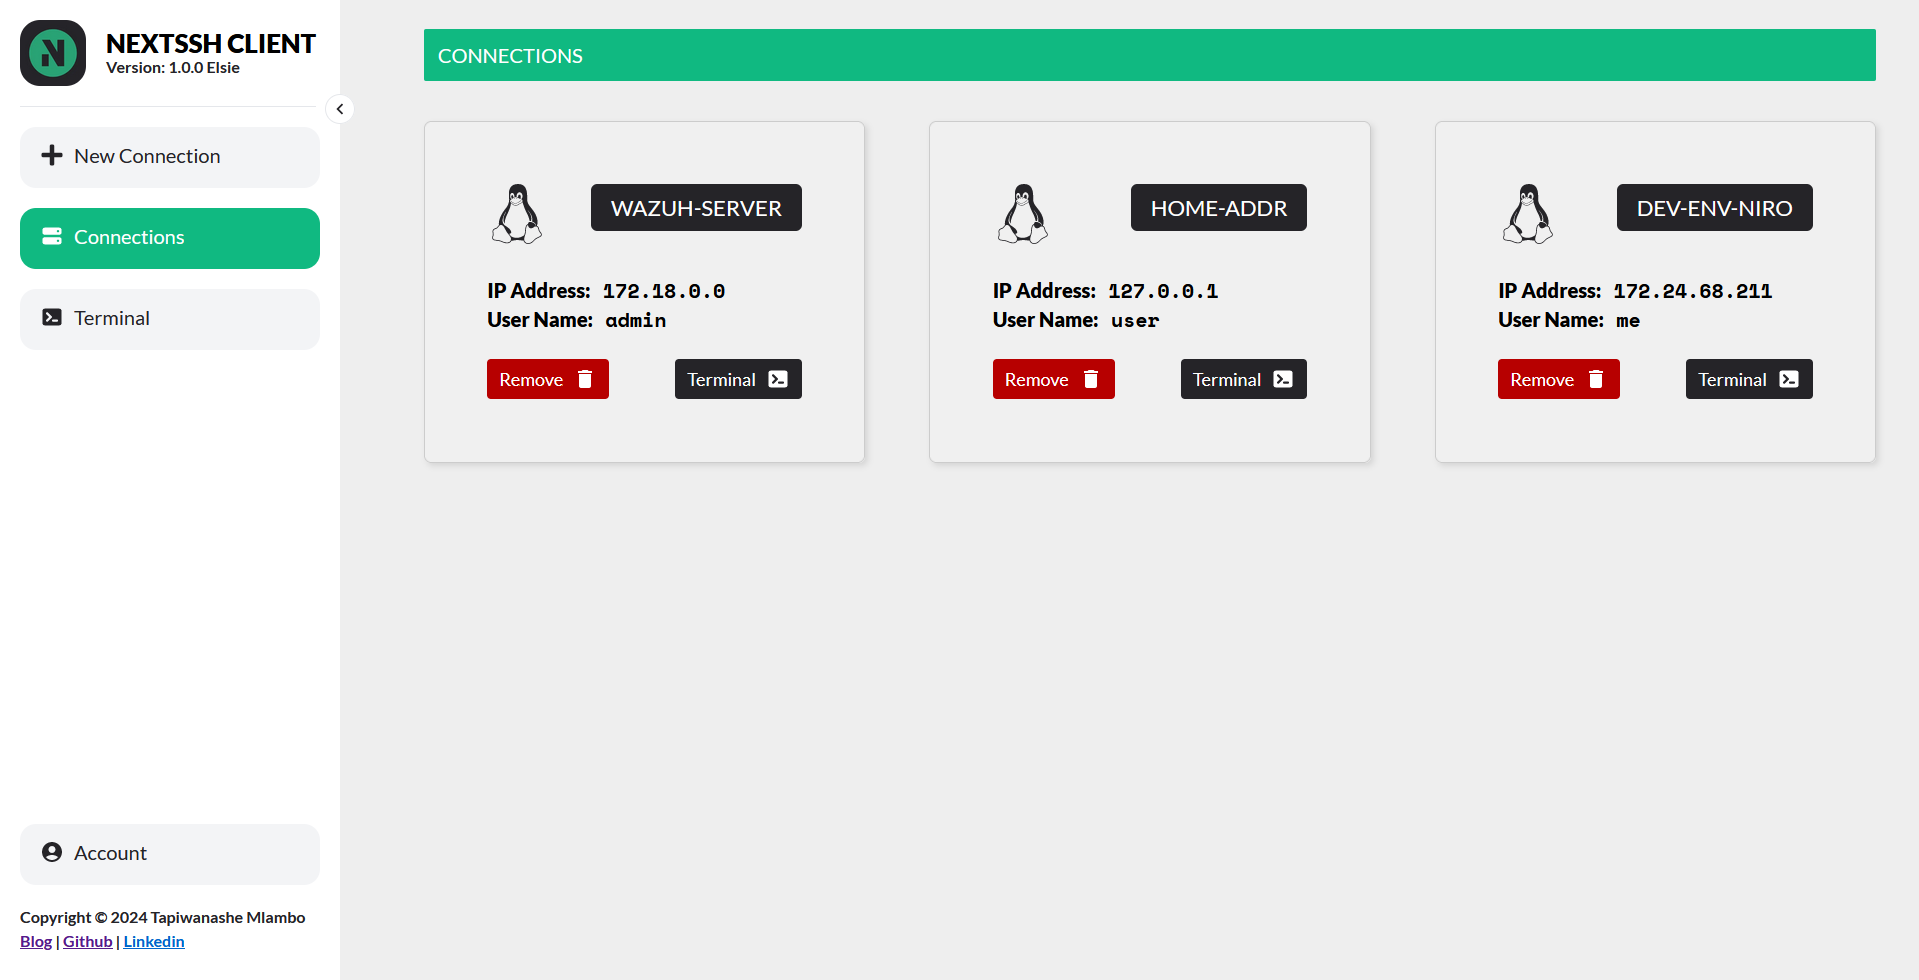 NEXTSSH CLIENT
Version: 1.0.0 Elsie
New Connection
Connections
Terminal
Account
Copyright © 2024 Tapiwanashe Mlambo
Blog | Github | Linkedin
CONNECTIONS
WAZUH-SERVER
IP Address: 172.18.0.0
User Name: admin
Remove
Terminal
HOME-ADDR
IP Address: 127.0.0.1
User Name: user
Remove
Terminal
DEV-ENV-NIRO
IP Address: 172.24.68.211
User Name: me
Remove
Terminal